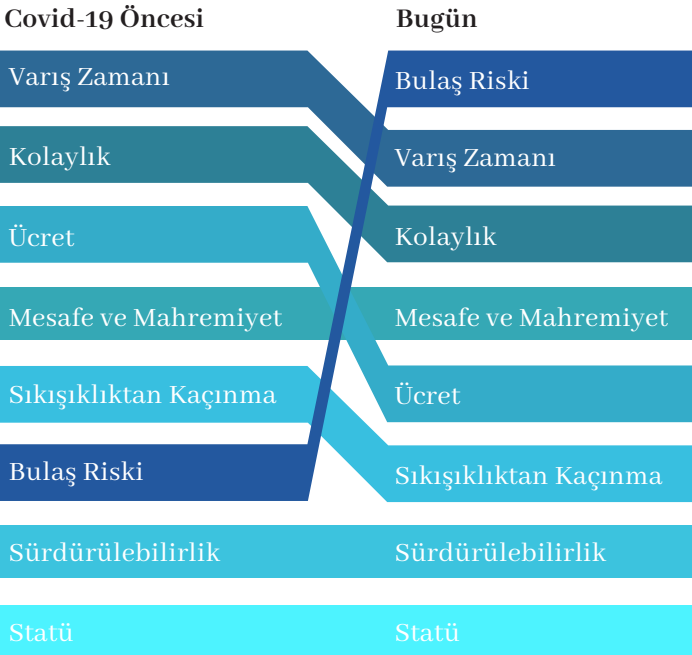 Covid-19 Öncesi
Varış Zamanı
Kolaylık
Ücret
Mesafe ve Mahremiyet
Sıkışıklıktan Kaçınma
Bulaş Riski
Sürdürülebilirlik
Statü
Bugün
Bulaş Riski
Varış Zamanı
Kolaylık
Mesafe ve Mahremiyet
Ücret
Sıkışıklıktan Kaçınma
Sürdürülebilirlik
Statü